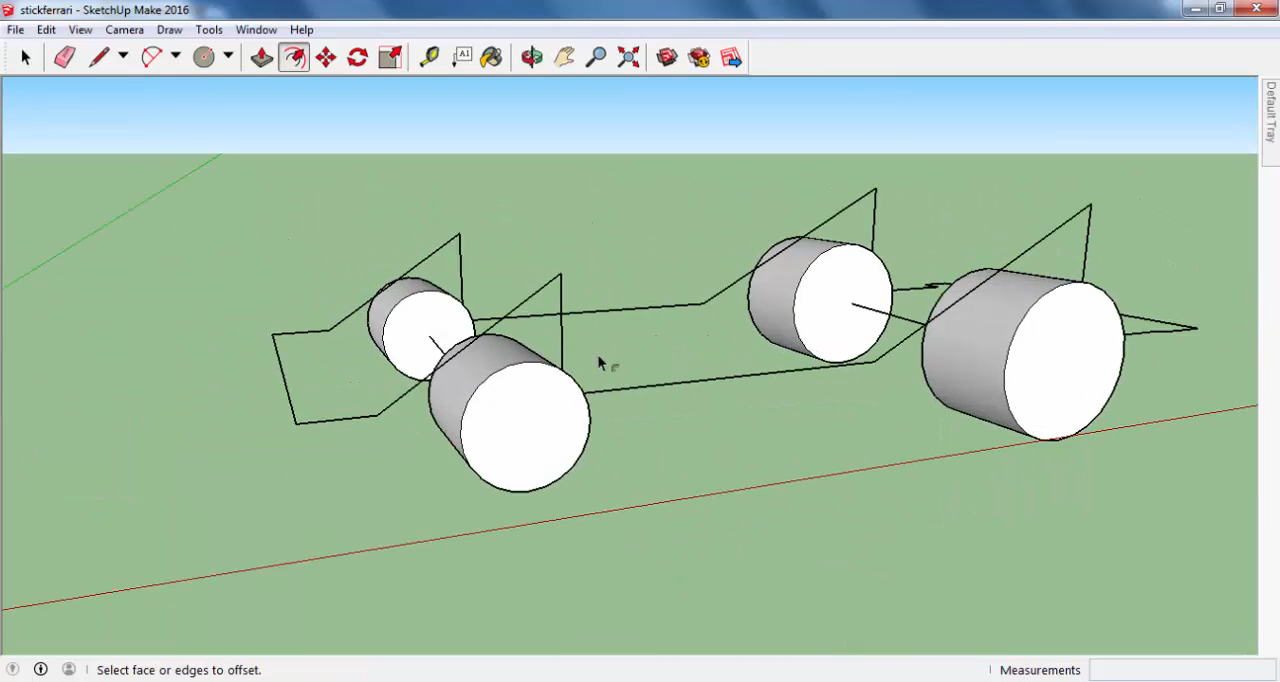 stickferrari - SketchUp Make 2016
File Edit View Camera Draw Tools Window Help
A1
Default Tray
Select face or edges to offset.
Measurements